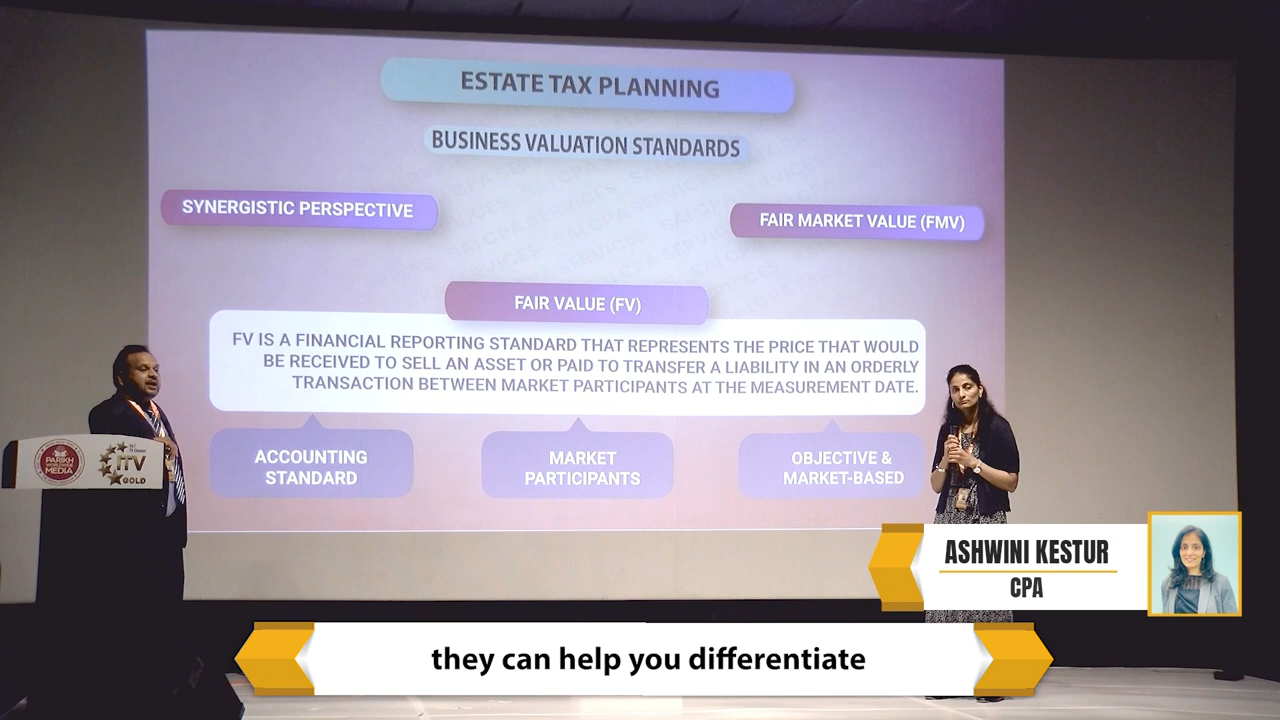 ESTATE TAX PLANNING
BUSINESS VALUATION STANDARDS
SYNERGISTIC PERSPECTIVE
FAIR MARKET VALUE (FMV)
FAIR VALUE (FV)
FV IS A FINANCIAL REPORTING STANDARD THAT REPRESENTS THE PRICE THAT WOULD
BE RECEIVED TO SELL AN ASSET OR PAID TO TRANSFER A LIABILITY IN AN ORDERLY
TRANSACTION BETWEEN MARKET PARTICIPANTS AT THE MEASUREMENT DATE.
ACCOUNTING
STANDARD
MARKET
PARTICIPANTS
OBJECTIVE &
MARKET-BASED
PARIKH
WORLDWIDE
MEDIA
ITV
GOLD
ASHWINI KESTUR
CPA
they can help you differentiate